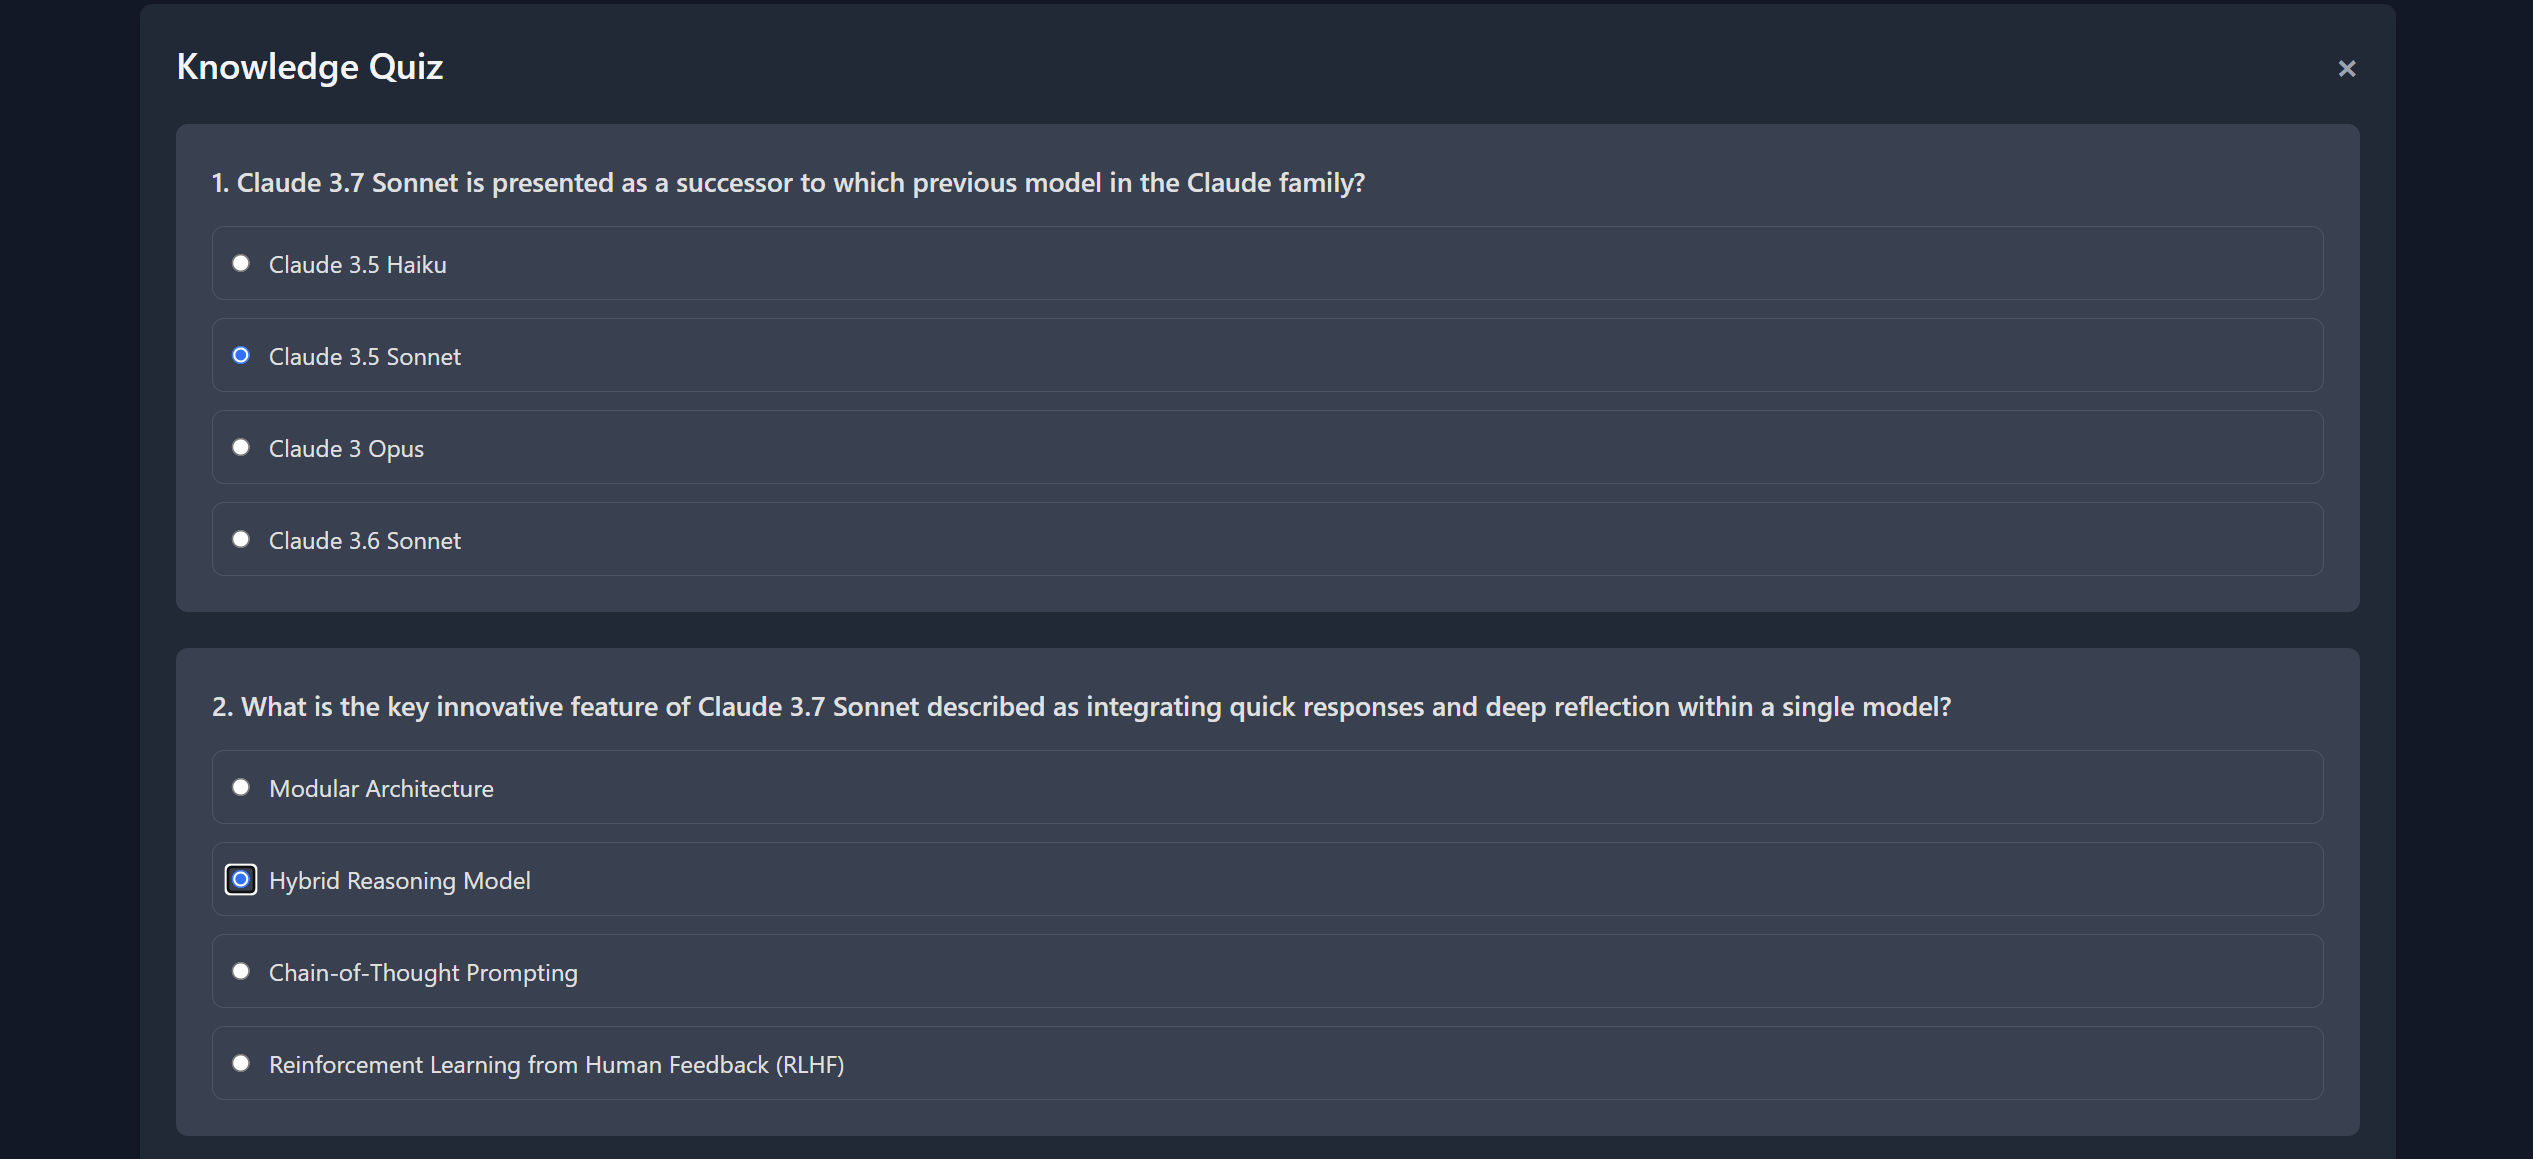 Knowledge Quiz
×
1. Claude 3.7 Sonnet is presented as a successor to which previous model in the Claude family?
Claude 3.5 Haiku
Claude 3.5 Sonnet
Claude 3 Opus
Claude 3.6 Sonnet
2. What is the key innovative feature of Claude 3.7 Sonnet described as integrating quick responses and deep reflection within a single model?
Modular Architecture
Hybrid Reasoning Model
Chain-of-Thought Prompting
Reinforcement Learning from Human Feedback (RLHF)